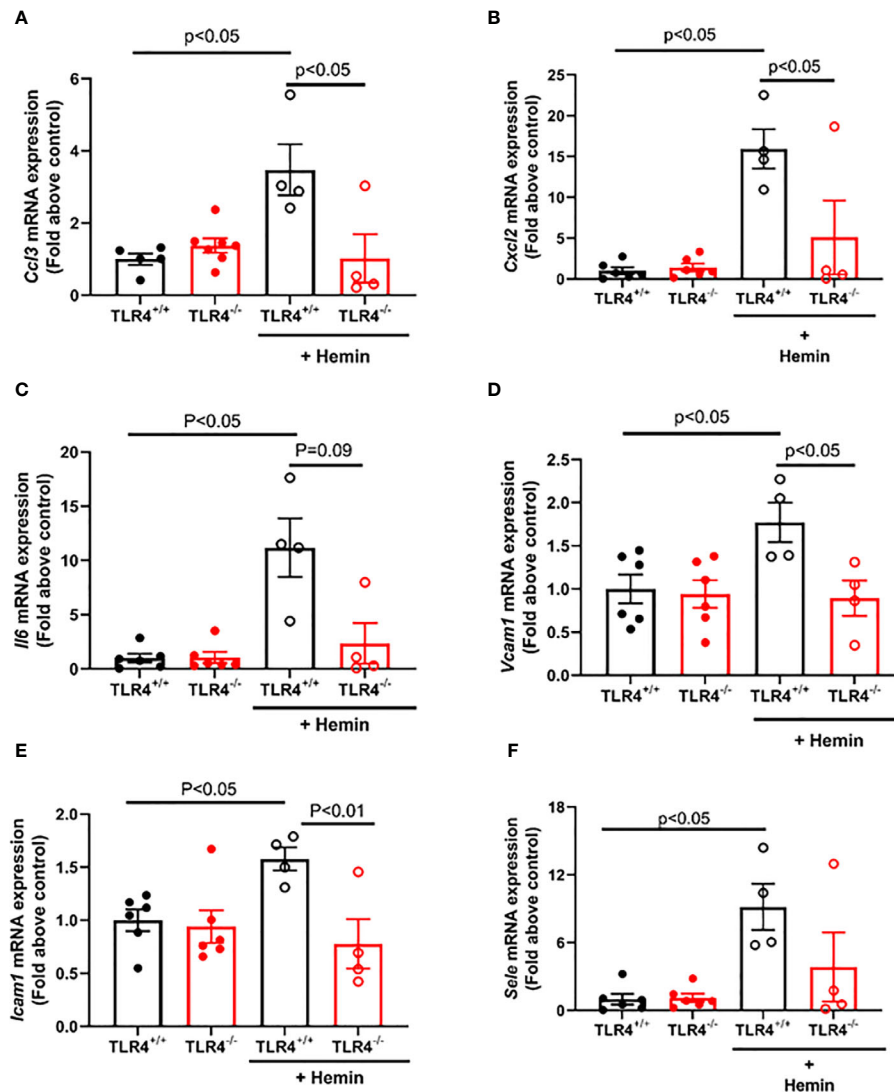 A
p<0.05
p<0.05
6
4
2
0
Ccl3 mRNA expression
(Fold above control)
TLR4+/+ TLR4-/- TLR4+/+ TLR4-/-
+ Hemin
B
p<0.05
p<0.05
25
20
15
10
5
0
Cxcl2 mRNA expression
(Fold above control)
TLR4+/+ TLR4-/- TLR4+/+ TLR4-/-
+
Hemin
C
P<0.05
P=0.09
20
15
10
5
0
Il6 mRNA expression
(Fold above control)
TLR4+/+ TLR4-/- TLR4+/+ TLR4-/-
+ Hemin
D
p<0.05
p<0.05
2.5
2.0
1.5
1.0
0.5
0.0
Vcam1 mRNA expression
(Fold above control)
TLR4+/+ TLR4-/- TLR4+/+ TLR4-/-
+ Hemin
E
P<0.05
P<0.01
2.0
1.5
1.0
0.5
0.0
Icam1 mRNA expression
(Fold above control)
TLR4+/+ TLR4-/- TLR4+/+ TLR4-/-
+ Hemin
F
p<0.05
18
12
6
0
Sele mRNA expression
(Fold above control)
TLR4+/+ TLR4-/- TLR4+/+ TLR4-/-
+
Hemin